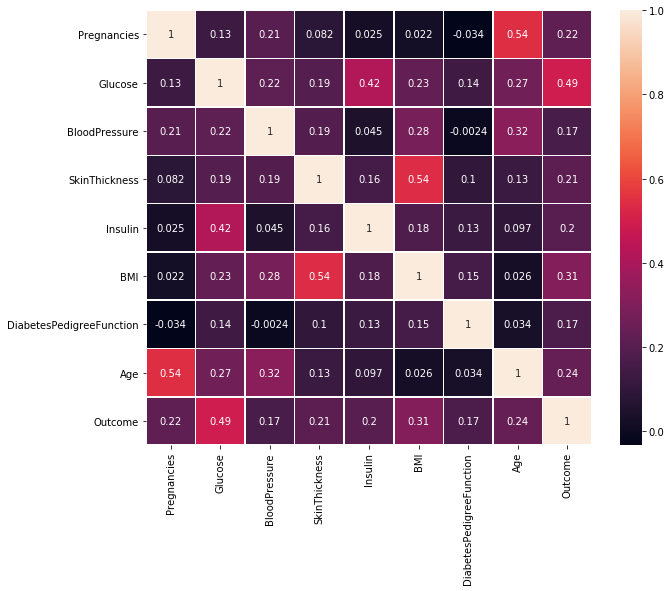 Pregnancies 1 0.13 0.21 0.082 0.025 0.022 -0.034 0.54 0.22
Glucose 0.13 1 0.22 0.19 0.42 0.23 0.14 0.27 0.49
BloodPressure 0.21 0.22 1 0.19 0.045 0.28 -0.0024 0.32 0.17
SkinThickness 0.082 0.19 0.19 1 0.16 0.54 0.1 0.13 0.21
Insulin 0.025 0.42 0.045 0.16 1 0.18 0.13 0.097 0.2
BMI 0.022 0.23 0.28 0.54 0.18 1 0.15 0.026 0.31
DiabetesPedigreeFunction -0.034 0.14 -0.0024 0.1 0.13 0.15 1 0.034 0.17
Age 0.54 0.27 0.32 0.13 0.097 0.026 0.034 1 0.24
Outcome 0.22 0.49 0.17 0.21 0.2 0.31 0.17 0.24 1
Pregnancies
Glucose
BloodPressure
SkinThickness
Insulin
BMI
DiabetesPedigreeFunction
Age
Outcome
1.0
0.8
0.6
0.4
0.2
0.0